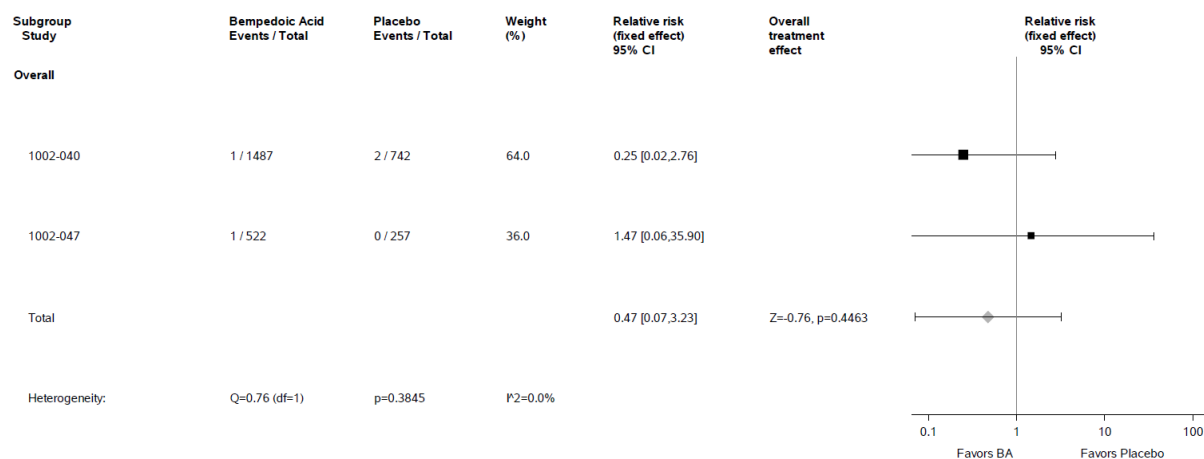 Subgroup Bempedoic Acid Placebo Weight Relative risk Overall Relative risk
Study Events / Total Events / Total (%) (fixed effect) treatment (fixed effect)
95% CI effect 95% CI
Overall
1002-040 1 / 1487 2 / 742 64.0 0.25 [0.02,2.76]
1002-047 1 / 522 0 / 257 36.0 1.47 [0.06,35.90]
Total 0.47 [0.07,3.23] Z=-0.76, p=0.4463
Heterogeneity: Q=0.76 (df=1) p=0.3845 I^2=0.0%
0.1 1 10 100
Favors BA Favors Placebo